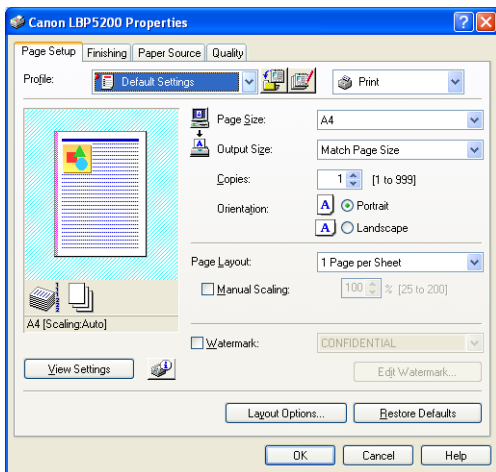 Canon LBP5200 Properties
Page Setup Finishing Paper Source Quality
Profile: Default Settings Print
Page Size: A4
Output Size: Match Page Size
Copies: 1 [1 to 999]
Orientation: A Portrait
A Landscape
Page Layout: 1 Page per Sheet
Manual Scaling: 100 % [25 to 200]
A4 [Scaling:Auto]
Watermark: CONFIDENTIAL
View Settings Edit Watermark...
Layout Options... Restore Defaults
OK Cancel Help